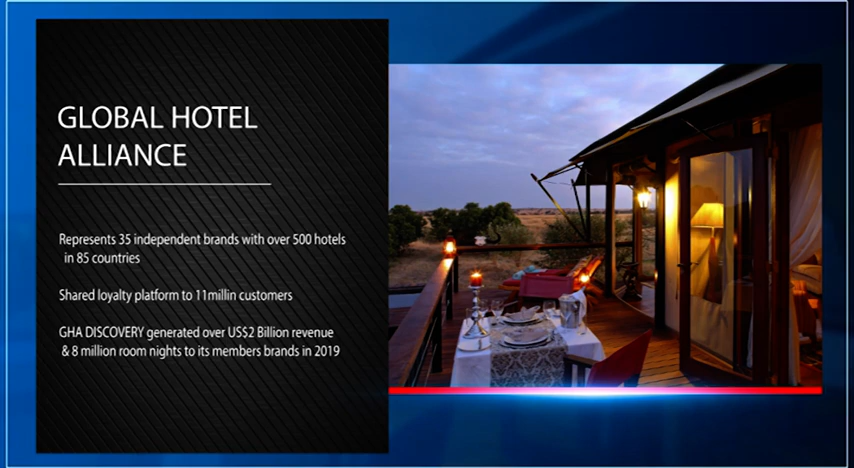 GLOBAL HOTEL
ALLIANCE
Represents 35 independent brands with over 500 hotels
in 85 countries
Shared loyalty platform to 11millin customers
GHA DISCOVERY generated over US$2 Billion revenue
& 8 million room nights to its members brands in 2019